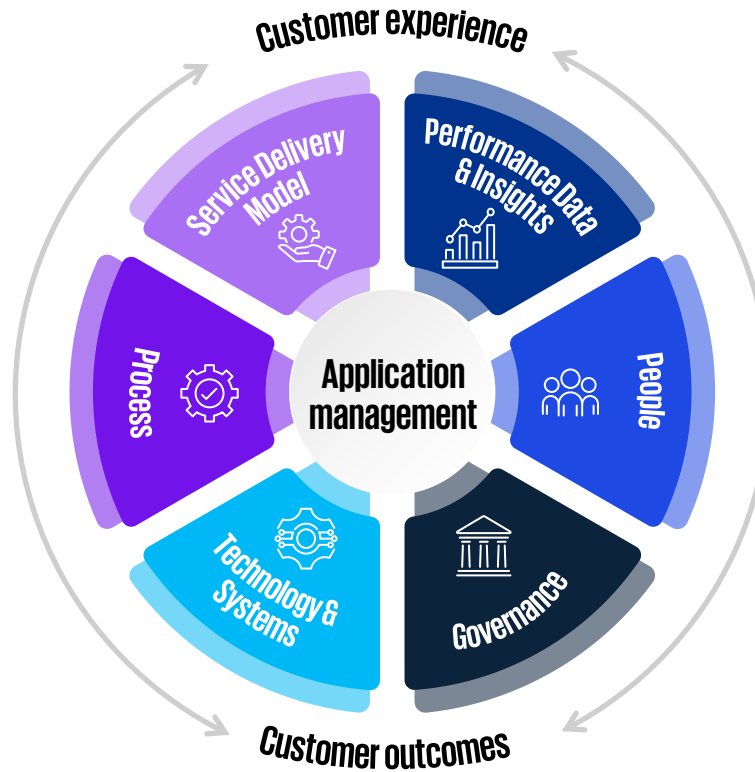 Customer experience
Service Delivery
Model
Performance Data
& Insights
Process
Application
management
People
Technology &
Systems
Governance
Customer outcomes